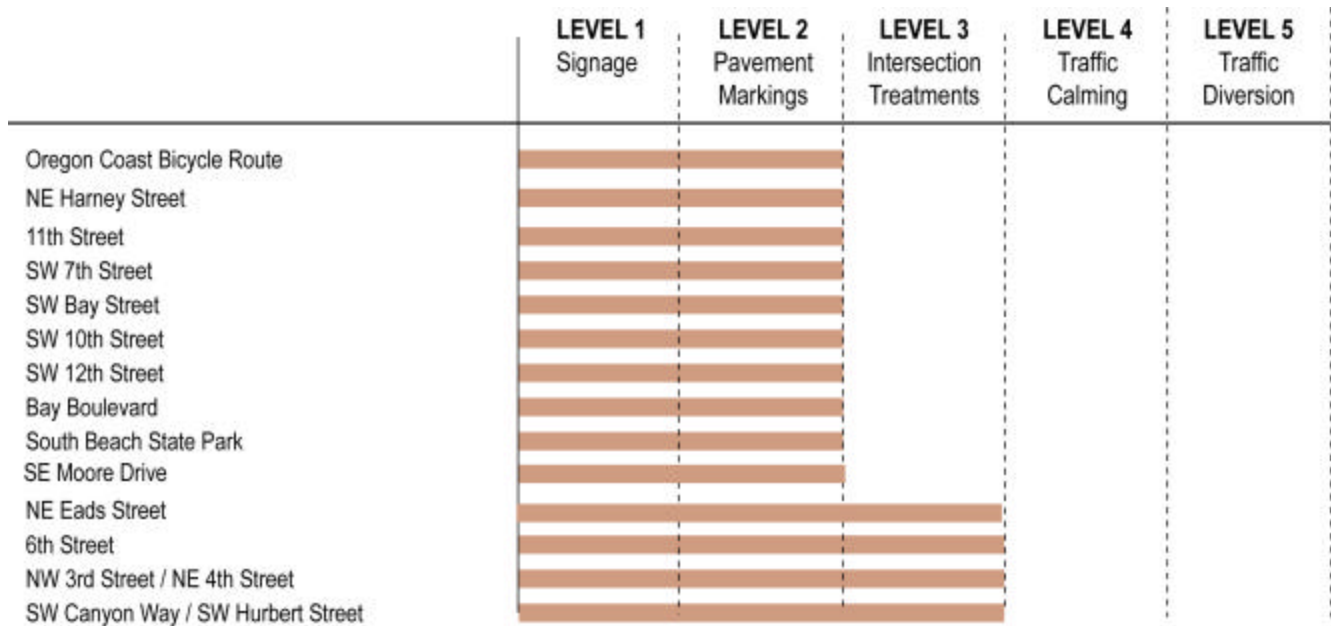 LEVEL 1
Signage
LEVEL 2
Pavement
Markings
LEVEL 3
Intersection
Treatments
LEVEL 4
Traffic
Calming
LEVEL 5
Traffic
Diversion
Oregon Coast Bicycle Route
NE Harney Street
11th Street
SW 7th Street
SW Bay Street
SW 10th Street
SW 12th Street
Bay Boulevard
South Beach State Park
SE Moore Drive
NE Eads Street
6th Street
NW 3rd Street / NE 4th Street
SW Canyon Way / SW Hurbert Street